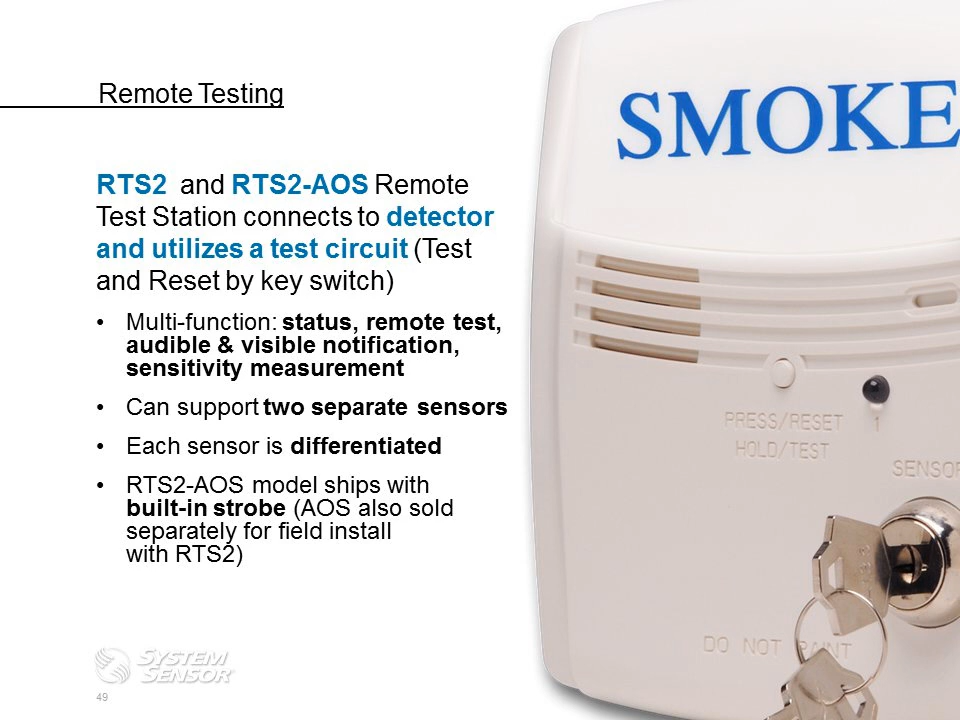 Remote Testing
RTS2 and RTS2-AOS Remote
Test Station connects to detector
and utilizes a test circuit (Test
and Reset by key switch)
• Multi-function: status, remote test,
audible & visible notification,
sensitivity measurement
• Can support two separate sensors
• Each sensor is differentiated
• RTS2-AOS model ships with
built-in strobe (AOS also sold
separately for field install
with RTS2)
SYSTEM
SENSOR
49
SMOKE
PRESS/RESET 1
HOLD/TEST
SENSOR
DO NOT PAINT